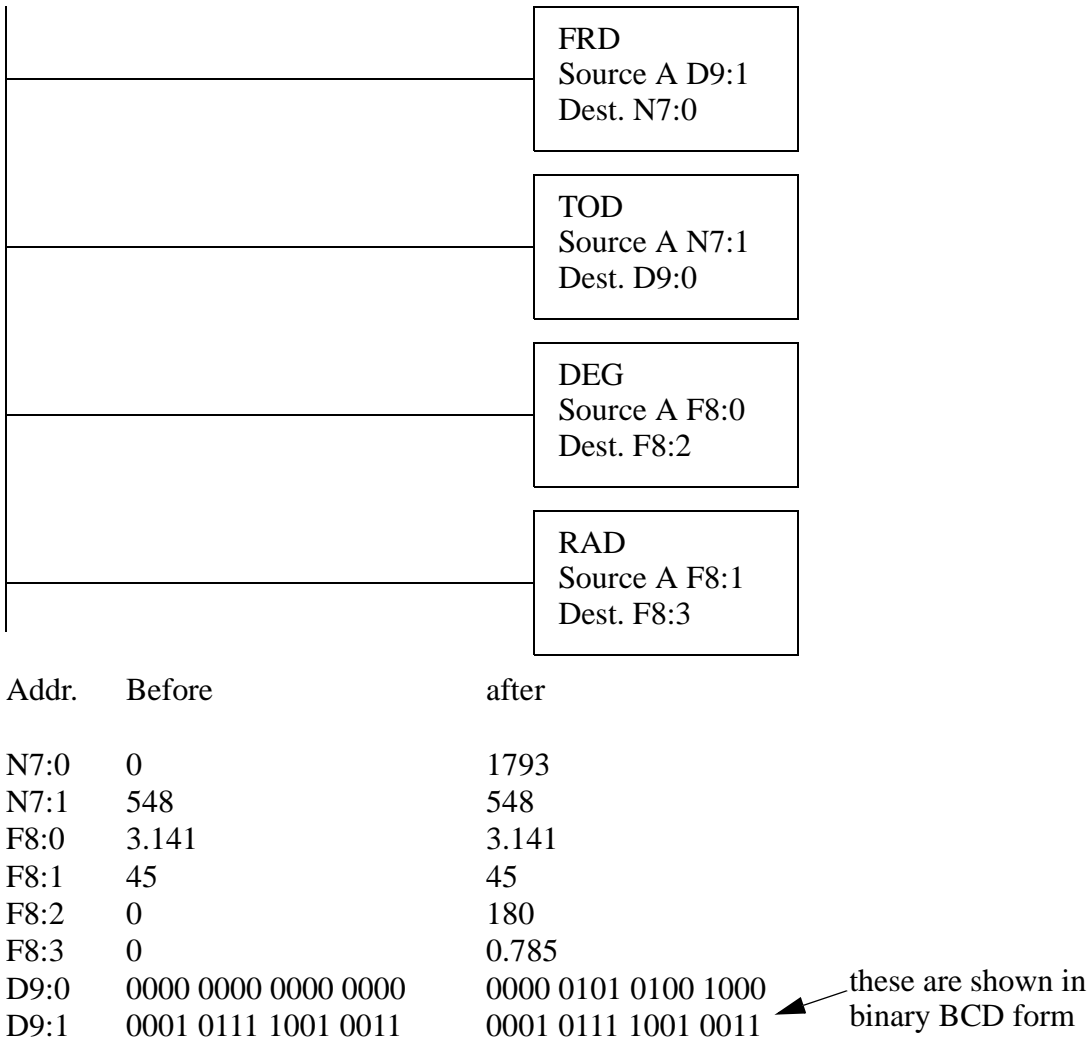 FRD
Source A D9:1
Dest. N7:0
TOD
Source A N7:1
Dest. D9:0
DEG
Source A F8:0
Dest. F8:2
RAD
Source A F8:1
Dest. F8:3
Addr. Before after
N7:0 0 1793
N7:1 548 548
F8:0 3.141 3.141
F8:1 45 45
F8:2 0 180
F8:3 0 0.785
D9:0 0000 0000 0000 0000 0000 0101 0100 1000
D9:1 0001 0111 1001 0011 0001 0111 1001 0011
these are shown in
binary BCD form